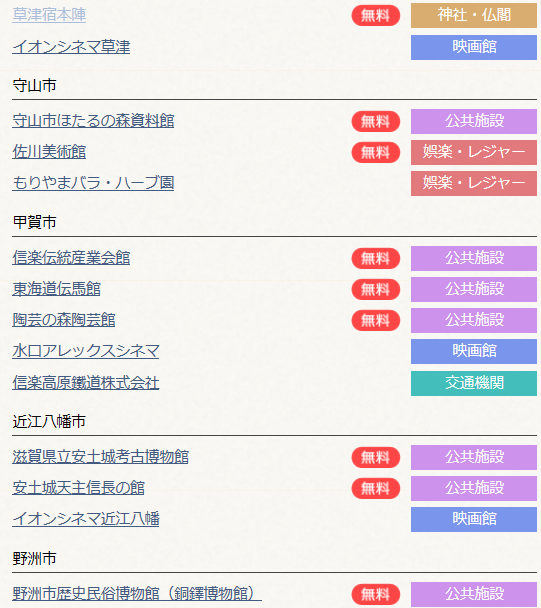 草津宿本陣 無料 神社・仏閣
イオンシネマ草津 映画館
守山市
守山市ほたるの森資料館 無料 公共施設
佐川美術館 無料 娯楽・レジャー
もりやまバラ・ハーブ園 娯楽・レジャー
甲賀市
信楽伝統産業会館 無料 公共施設
東海道伝馬館 無料 公共施設
陶芸の森陶芸館 無料 公共施設
水口アレックスシネマ 映画館
信楽高原鐵道株式会社 交通機関
近江八幡市
滋賀県立安土城考古博物館 無料 公共施設
安土城天主信長の館 無料 公共施設
イオンシネマ近江八幡 映画館
野洲市
野洲市歴史民俗博物館（銅鐸博物館） 無料 公共施設